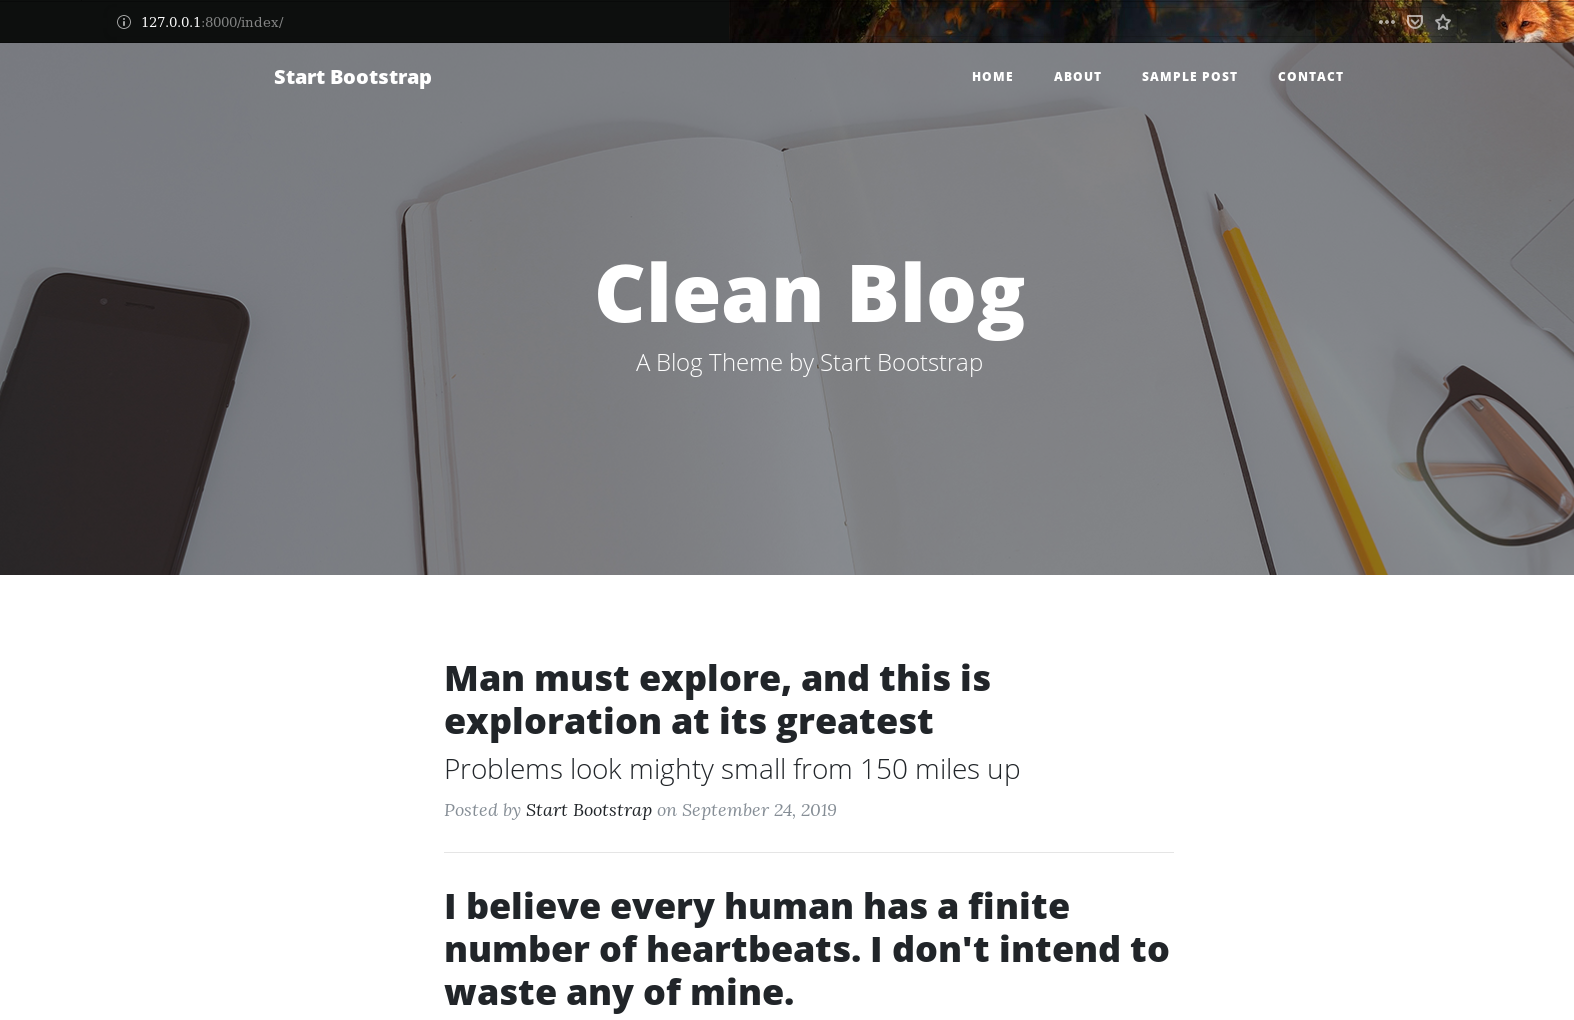 127.0.0.1:8000/index/
Start Bootstrap
HOME ABOUT SAMPLE POST CONTACT
Clean Blog
A Blog Theme by Start Bootstrap
Man must explore, and this is
exploration at its greatest
Problems look mighty small from 150 miles up
Posted by Start Bootstrap on September 24, 2019
I believe every human has a finite
number of heartbeats. I don't intend to
waste any of mine.